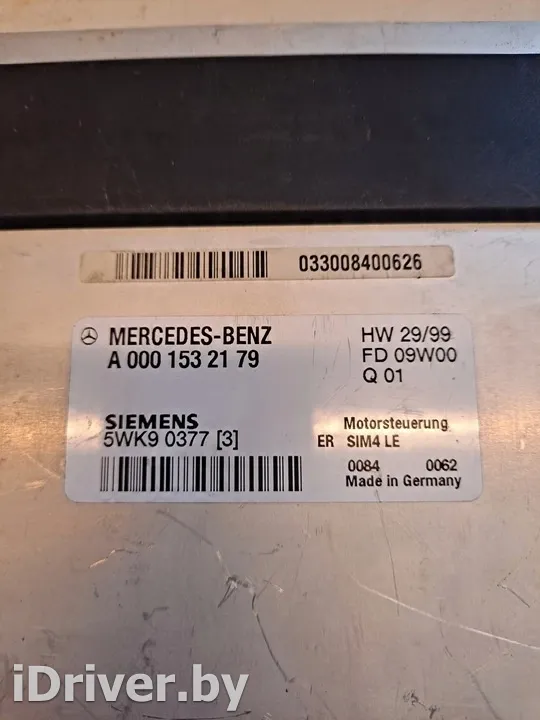 033008400626
MERCEDES-BENZ
A 000 153 21 79
HW 29/99
FD 09W00
Q 01
SIEMENS
5WK9 0377 [3]
Motorsteuerung
ER SIM4 LE
0084 0062
Made in Germany
iDriver.by